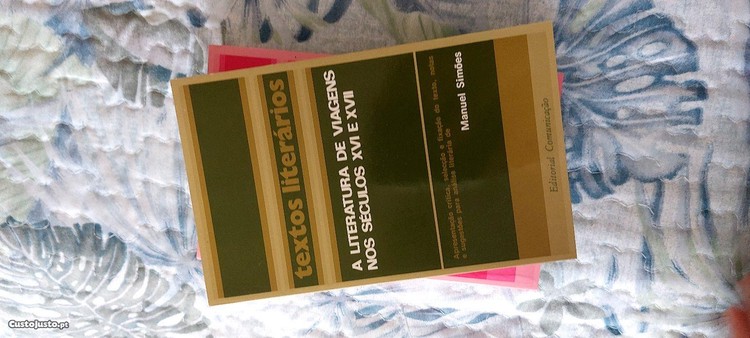 textos literários
A LITERATURA DE VIAGENS
NOS SÉCULOS XVI E XVII
Apresentação crítica, selecção e fixação do texto, notas
e sugestões para análise literária de
Manuel Simões
Editorial Comunicação
CustoJusto.pt